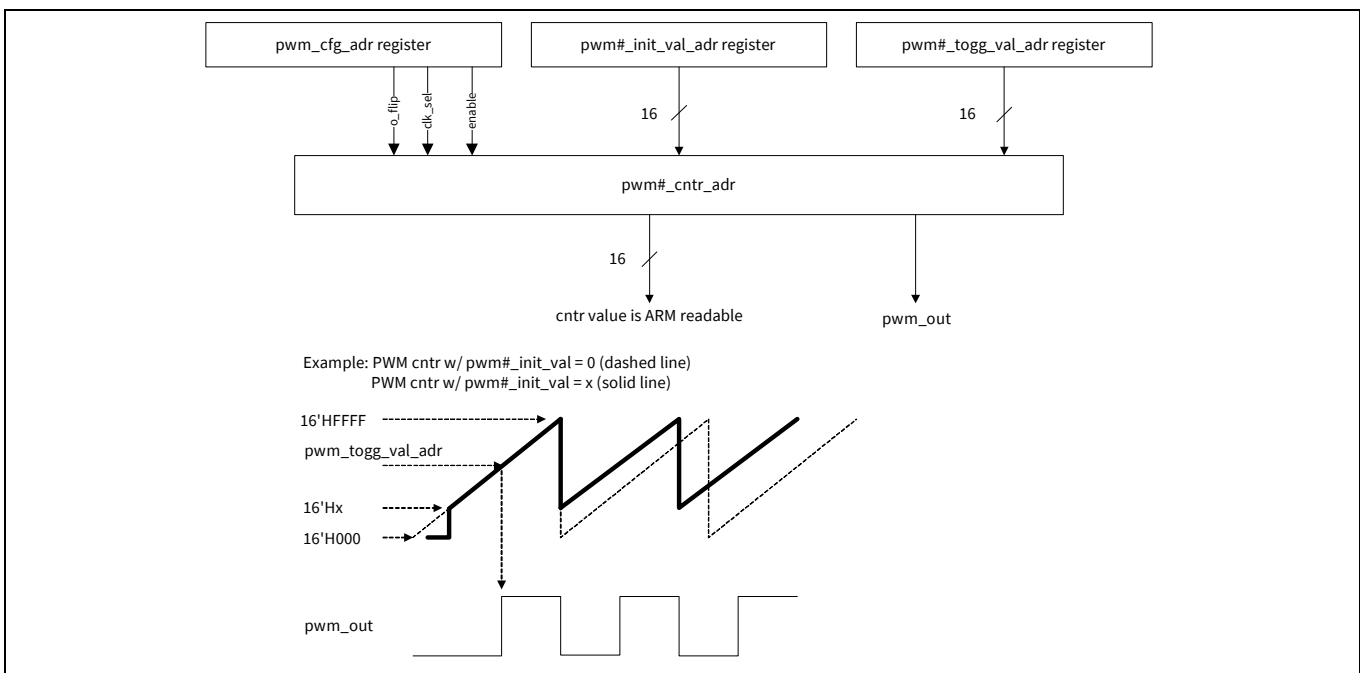 pwm_cfg_adr register
pwm#_init_val_adr register
pwm#_togg_val_adr register
o_flip
clk_sel
enable
16
16
pwm#_cntr_adr
16
cntr value is ARM readable
pwm_out
Example: PWM cntr w/ pwm#_init_val = 0 (dashed line)
PWM cntr w/ pwm#_init_val = x (solid line)
16'HFFFF
pwm_togg_val_adr
16'Hx
16'H000
pwm_out